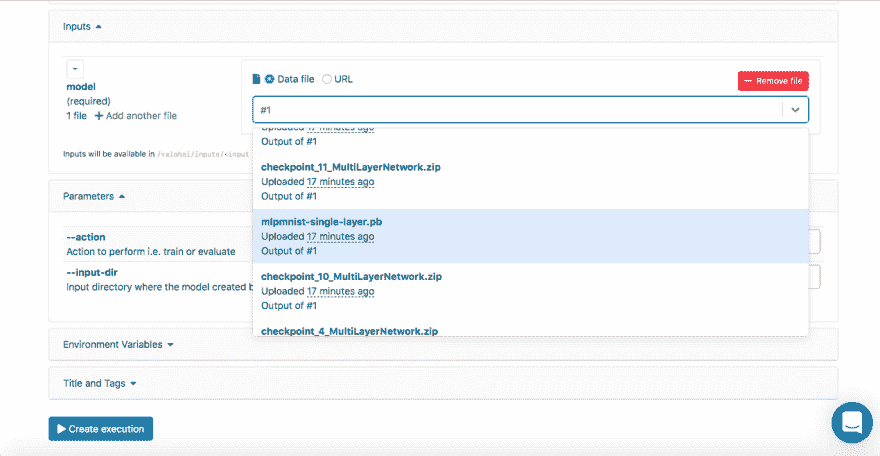 Inputs
-
model
(required)
1 file + Add another file
Data file URL
Remove file
#1
Uploaded 17 minutes ago
Output of #1
checkpoint_11_MultiLayerNetwork.zip
Uploaded 17 minutes ago
Output of #1
mlpmnist-single-layer.pb
Uploaded 17 minutes ago
Output of #1
checkpoint_10_MultiLayerNetwork.zip
Uploaded 17 minutes ago
Output of #1
checkpoint_4_MultiLayerNetwork.zip
Inputs will be available in /valohai/inputs/<input
Parameters
--action
Action to perform i.e. train or evaluate
--input-dir
Input directory where the model created b
Environment Variables
Title and Tags
Create execution